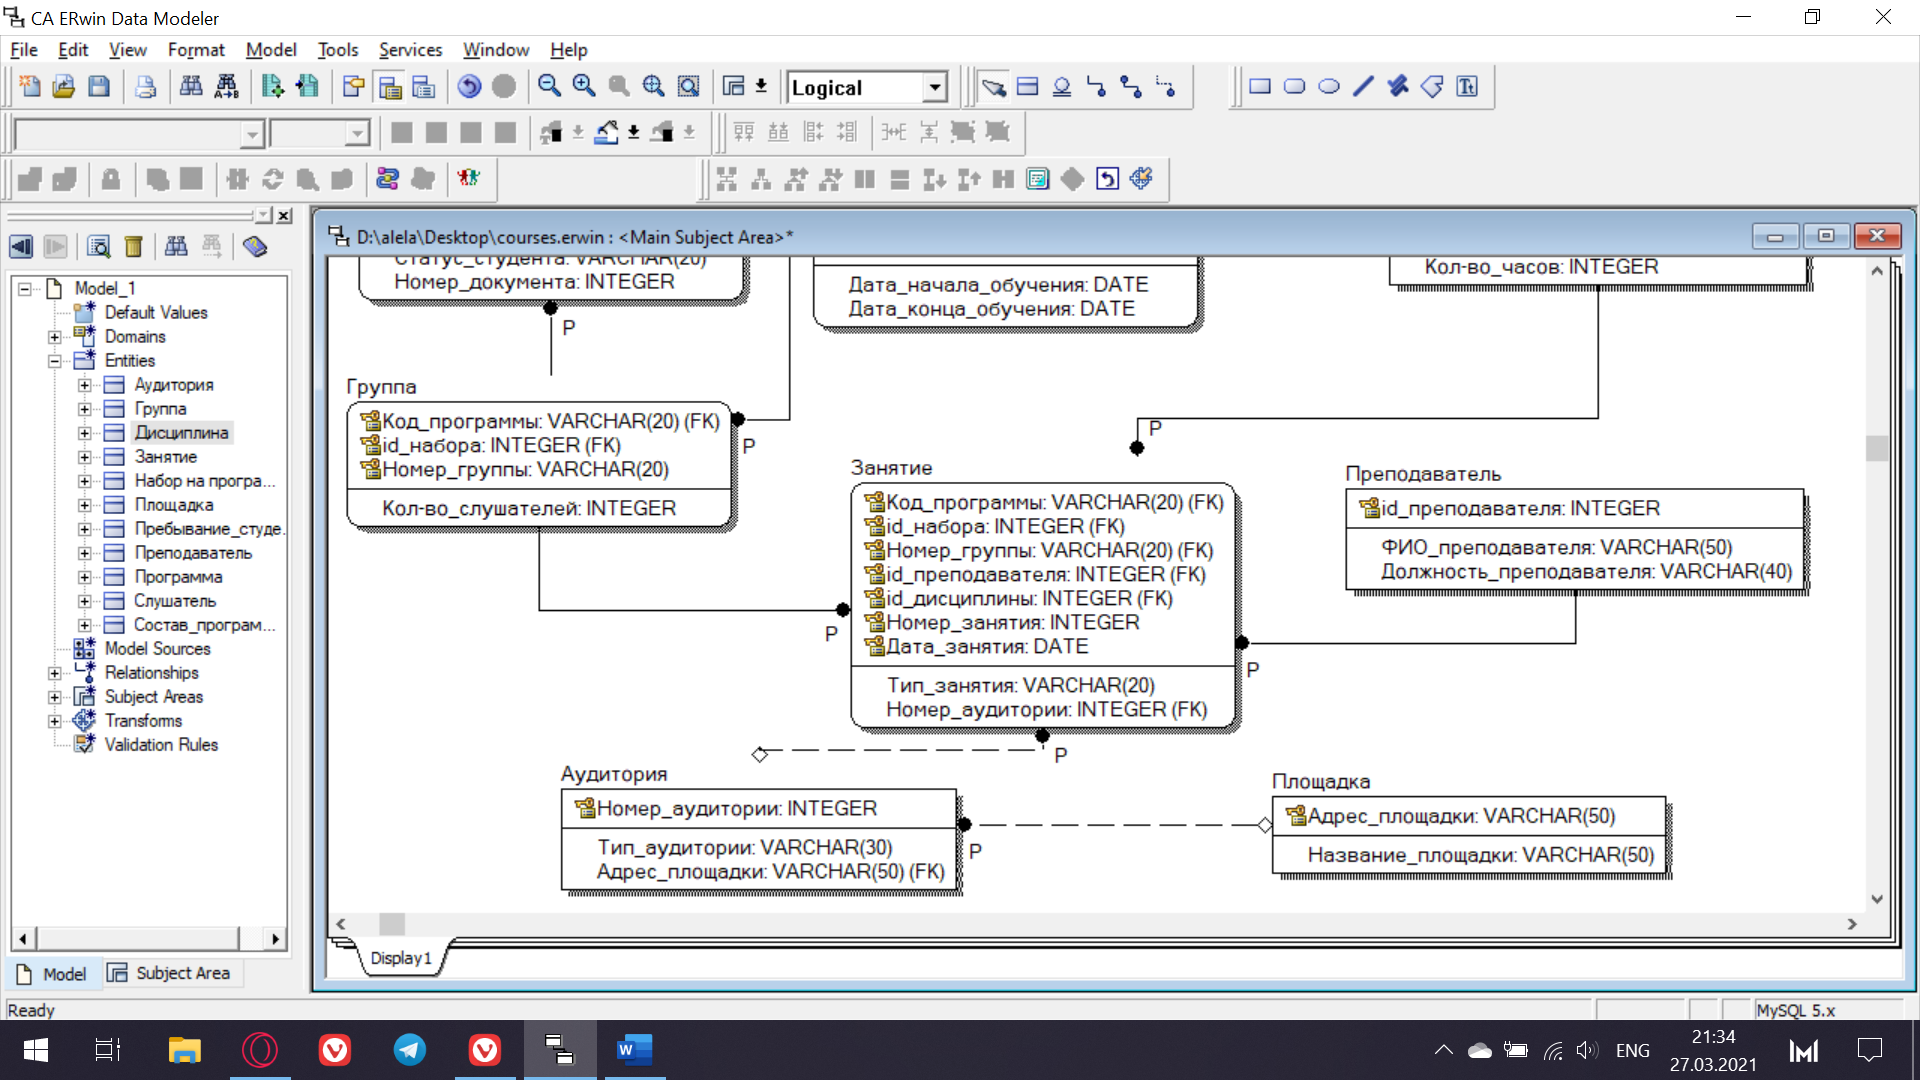 CA ERwin Data Modeler
File Edit View Format Model Tools Services Window Help
Logical
D:\alela\Desktop\courses.erwin : <Main Subject Area>*
Model_1
Default Values
Domains
Entities
Аудитория
Группа
Дисциплина
Занятие
Набор на програ...
Площадка
Пребывание_студе.
Преподаватель
Программа
Слушатель
Состав_програм...
Model Sources
Relationships
Subject Areas
Transforms
Validation Rules
Model
Subject Area
Статус_студента: VARCHAR(20)
Номер_документа: INTEGER
P
Дата_начала_обучения: DATE
Дата_конца_обучения: DATE
Кол-во_часов: INTEGER
Группа
Код_программы: VARCHAR(20) (FK)
id_набора: INTEGER (FK)
Номер_группы: VARCHAR(20)
Кол-во_слушателей: INTEGER
P
P
Занятие
Код_программы: VARCHAR(20) (FK)
id_набора: INTEGER (FK)
Номер_группы: VARCHAR(20) (FK)
id_преподавателя: INTEGER (FK)
id_дисциплины: INTEGER (FK)
Номер_занятия: INTEGER
Дата_занятия: DATE
Тип_занятия: VARCHAR(20)
Номер_аудитории: INTEGER (FK)
P
P
P
Преподаватель
id_преподавателя: INTEGER
ФИО_преподавателя: VARCHAR(50)
Должность_преподавателя: VARCHAR(40)
Аудитория
Номер_аудитории: INTEGER
Тип_аудитории: VARCHAR(30)
Адрес_площадки: VARCHAR(50) (FK)
P
Площадка
Адрес_площадки: VARCHAR(50)
Название_площадки: VARCHAR(50)
Display1
Ready
MySQL 5.x
ENG
21:34
27.03.2021